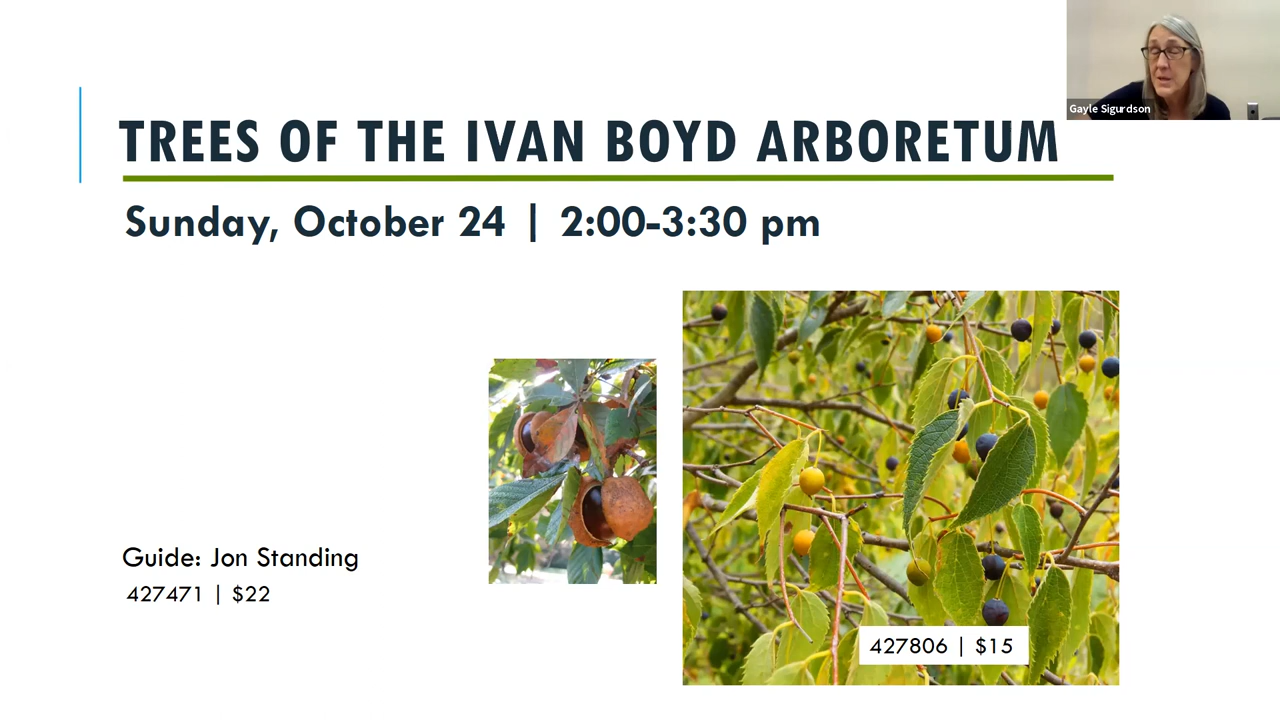 Gayle Sigurdson
TREES OF THE IVAN BOYD ARBORETUM
Sunday, October 24 | 2:00-3:30 pm
Guide: Jon Standing
427471 | $22
427806 | $15